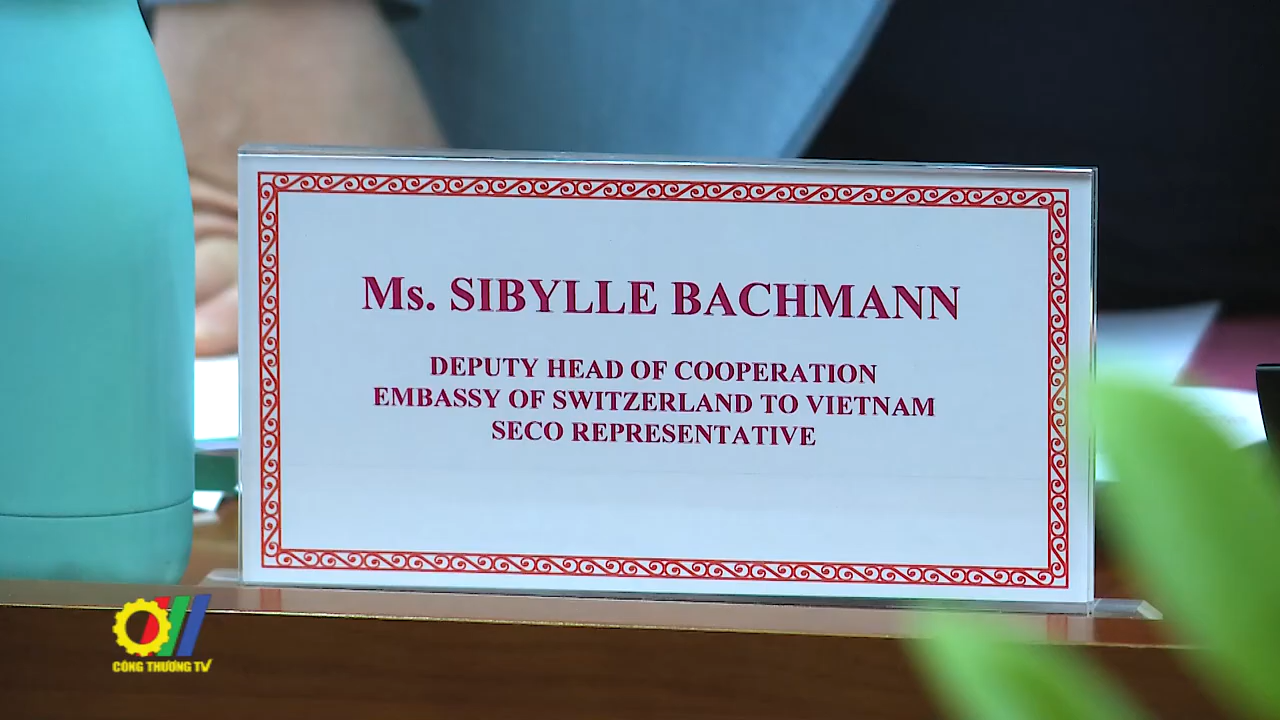 Ms. SIBYLLE BACHMANN
DEPUTY HEAD OF COOPERATION
EMBASSY OF SWITZERLAND TO VIETNAM
SECO REPRESENTATIVE
CÔNG THƯƠNG TV